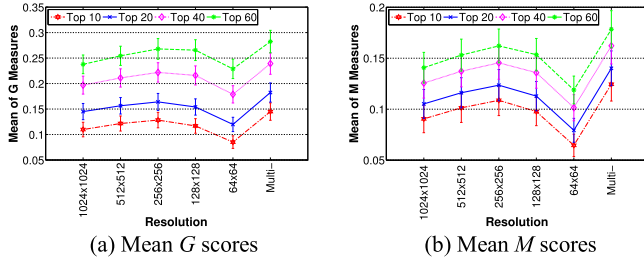 Top 10 Top 20 Top 40 Top 60
0.35
0.3
0.25
0.2
0.15
0.1
0.05
Mean of G Measures
1024x1024 512x512 256x256 128x128 64x64 Multi-
Resolution
(a) Mean G scores
Top 10 Top 20 Top 40 Top 60
0.2
0.15
0.1
0.05
Mean of M Measures
1024x1024 512x512 256x256 128x128 64x64 Multi-
Resolution
(b) Mean M scores